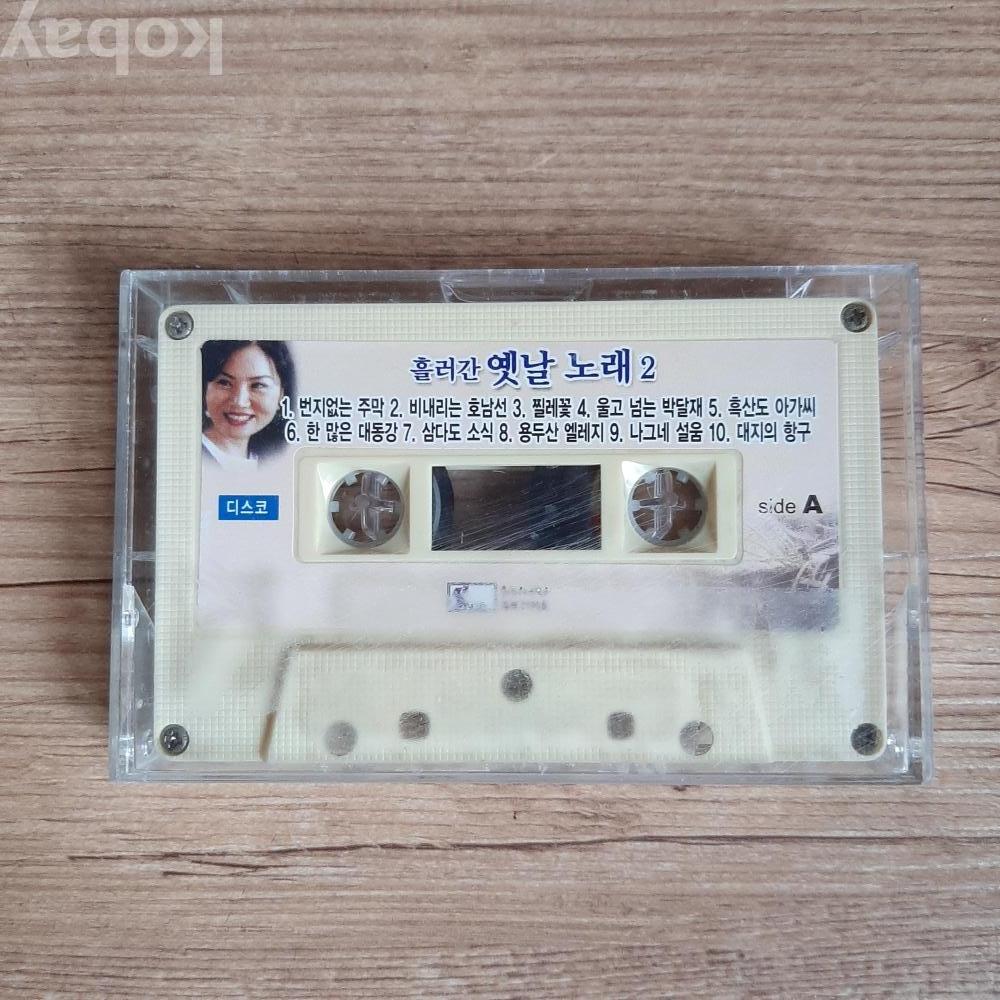 kobay
흘러간 옛날 노래 2
1. 번지없는 주막 2. 비내리는 호남선 3. 찔레꽃 4. 울고 넘는 박달재 5. 흑산도 아가씨
6. 한 많은 대동강 7. 삼다도 소식 8. 용두산 엘레지 9. 나그네 설움 10. 대지의 항구
디스코
side A